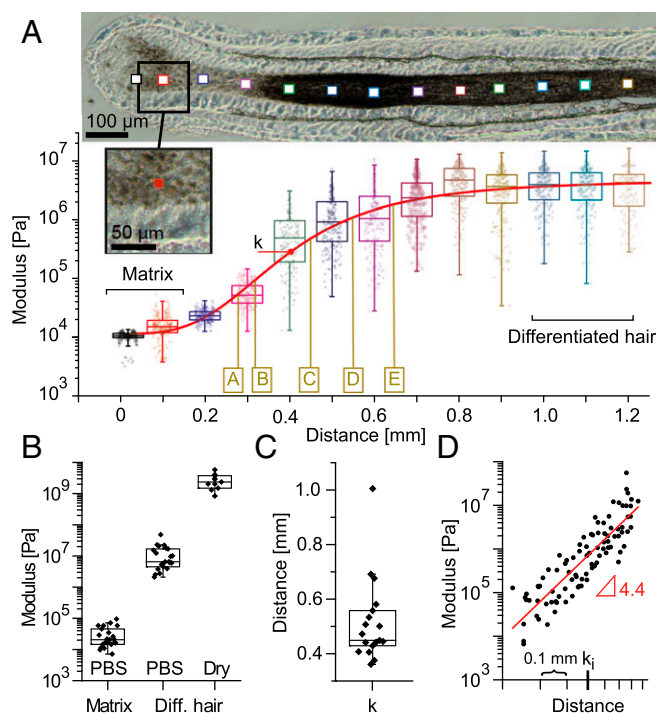 A
100 µm
50 µm
Matrix
k
A
B
C
D
E
Differentiated hair
Modulus [Pa]
10⁷
10⁶
10⁵
10⁴
10³
0
0.2
0.4
0.6
0.8
1.0
1.2
Distance [mm]
B
Modulus [Pa]
10⁹
10⁷
10⁵
10³
PBS
PBS
Dry
Matrix
Diff. hair
C
Distance [mm]
1.0
0.8
0.6
0.4
k
D
Modulus [Pa]
10⁷
10⁵
10³
4.4
0.1 mm
kᵢ
Distance